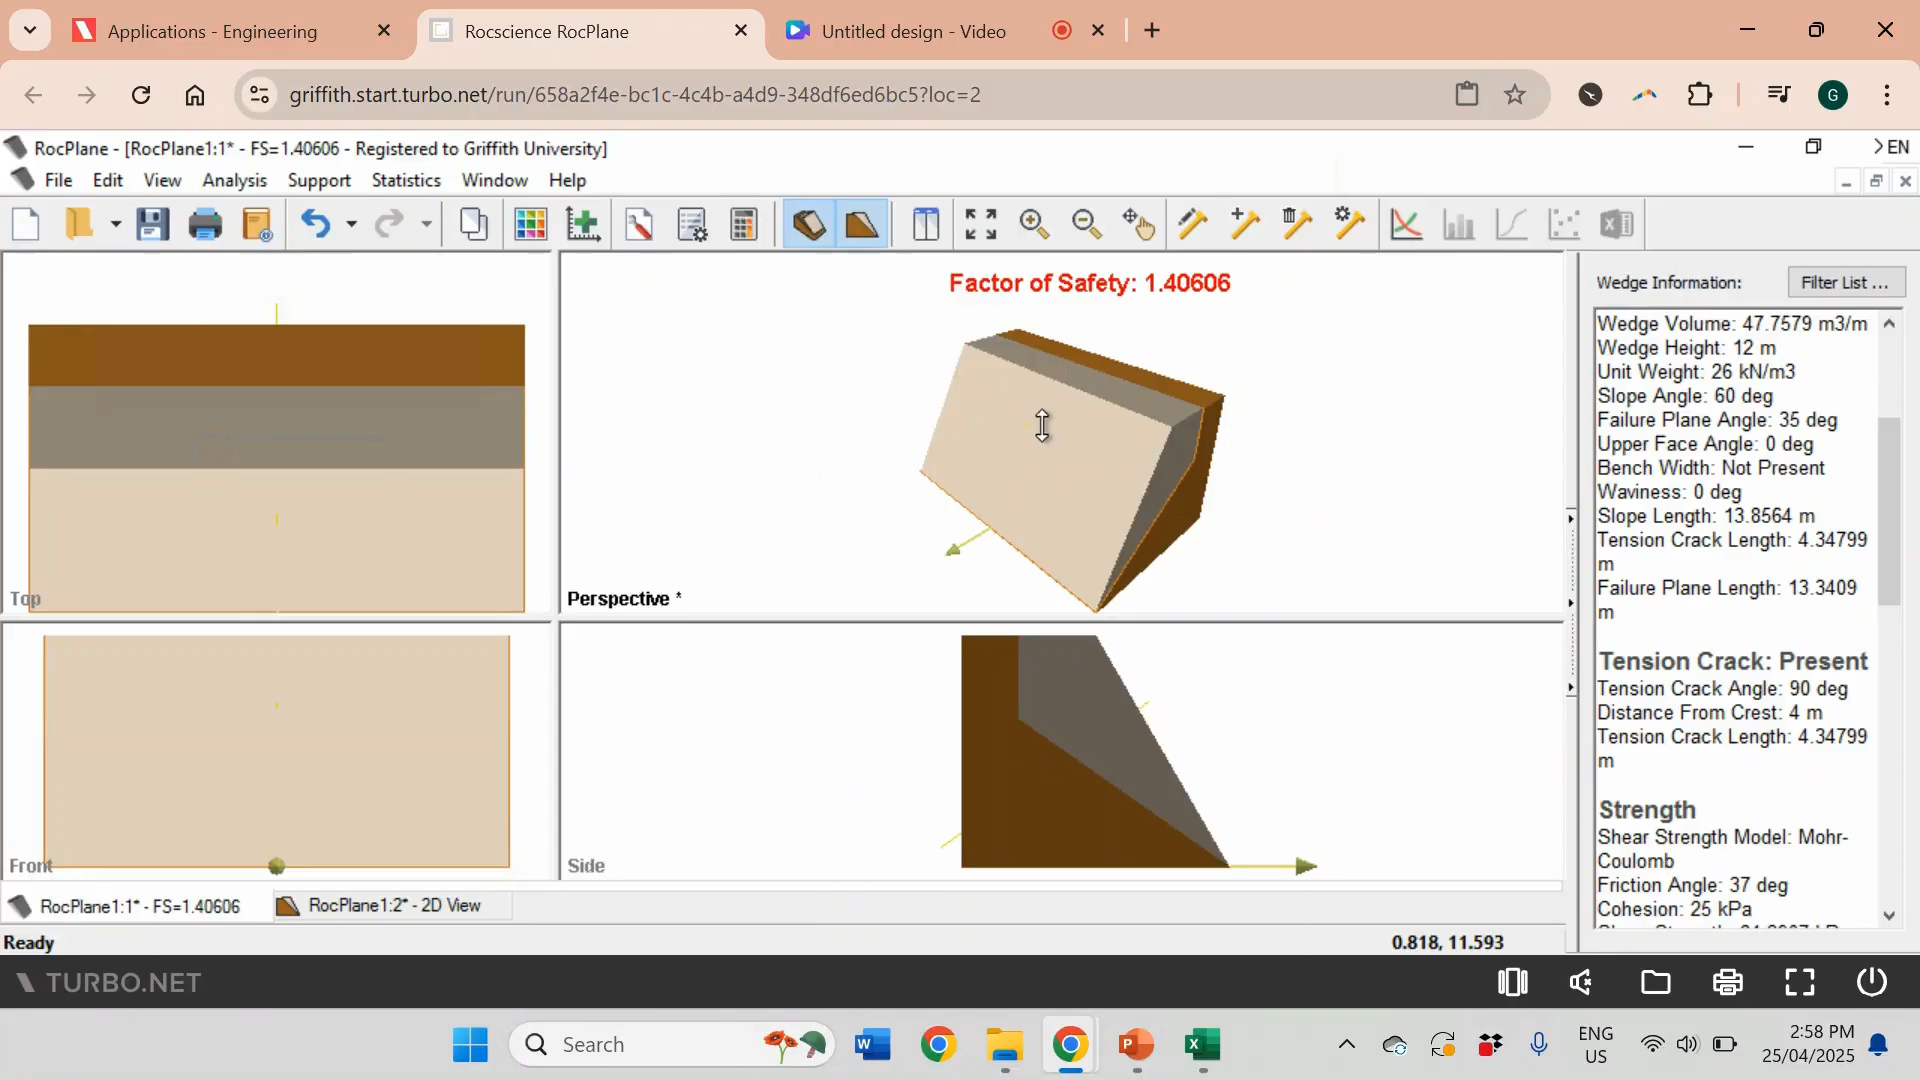 Applications - Engineering
Rocscience RocPlane
Untitled design - Video
griffith.start.turbo.net/run/658a2f4e-bc1c-4c4b-a4d9-348df6ed6bc5?loc=2
G
RocPlane - [RocPlane1:1* - FS=1.40606 - Registered to Griffith University]
EN
File Edit View Analysis Support Statistics Window Help
Factor of Safety: 1.40606
Top
Perspective *
Front
Side
Wedge Information:
Filter List ...
Wedge Volume: 47.7579 m3/m
Wedge Height: 12 m
Unit Weight: 26 kN/m3
Slope Angle: 60 deg
Failure Plane Angle: 35 deg
Upper Face Angle: 0 deg
Bench Width: Not Present
Waviness: 0 deg
Slope Length: 13.8564 m
Tension Crack Length: 4.34799
m
Failure Plane Length: 13.3409
m
Tension Crack: Present
Tension Crack Angle: 90 deg
Distance From Crest: 4 m
Tension Crack Length: 4.34799
m
Strength
Shear Strength Model: Mohr-
Coulomb
Friction Angle: 37 deg
Cohesion: 25 kPa
RocPlane1:1* - FS=1.40606
RocPlane1:2* - 2D View
Ready
0.818, 11.593
TURBO.NET
Search
ENG
US
2:58 PM
25/04/2025